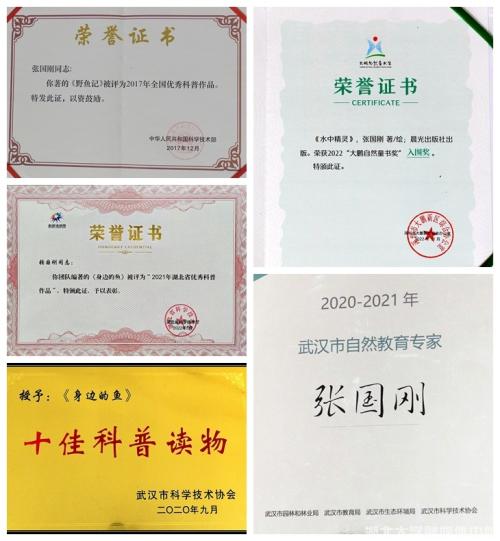 荣誉证书
张国刚同志:
你著的《野鱼记》被评为2017年全国优秀科普作品。
特发此证,以资鼓励。
中华人民共和国科学技术部
2017年12月
荣誉证书
CERTIFICATE
《水中精灵》,张国刚 著/绘;晨光出版社出
版。荣获2022“大鹏自然童书奖” 入围奖。
特颁此证。
荣誉证书
HONORARY CREDENTIAL
张国刚同志:
你团队编著的《身边的鱼》被评为“2021年湖北省优秀科普
作品”。特颁此证,予以表彰。
授予:《身边的鱼》
十佳科普读物
武汉市科学技术协会
二〇二〇年九月
2020-2021 年
武汉市自然教育专家
张国刚
武汉市园林和林业局 武汉市教育局 武汉市生态环境局 武汉市科学技术协会